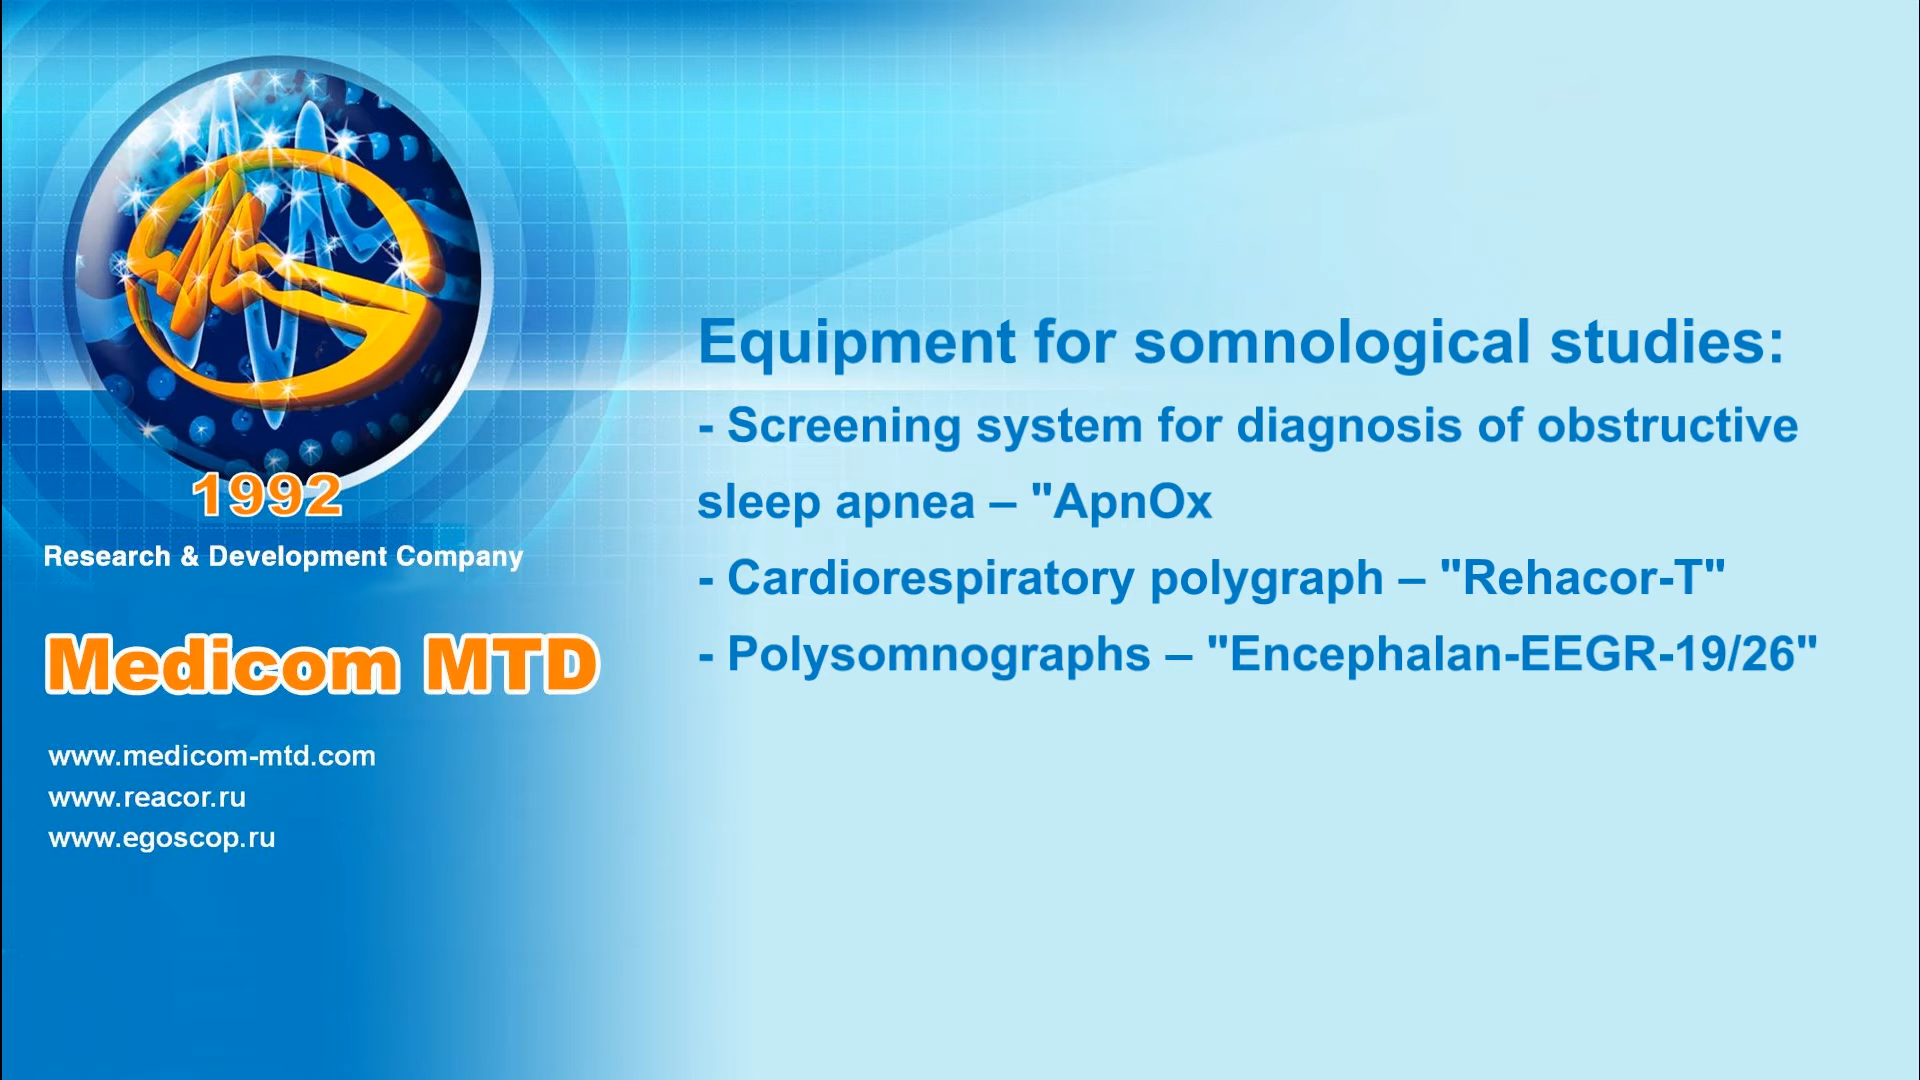 1992
Research & Development Company
Medicom MTD
www.medicom-mtd.com
www.reacor.ru
www.egoscop.ru
Equipment for somnological studies:
- Screening system for diagnosis of obstructive
sleep apnea – "ApnOx
- Cardiorespiratory polygraph – "Rehacor-T"
- Polysomnographs – "Encephalan-EEGR-19/26"